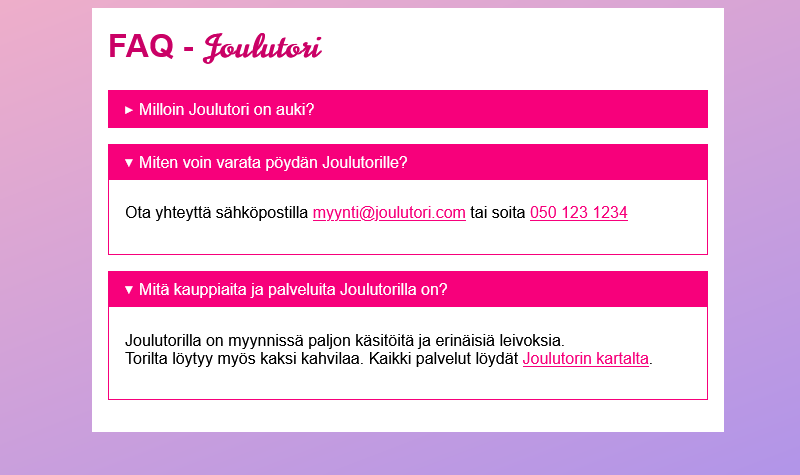 FAQ - Joulutori
▸ Milloin Joulutori on auki?
▾ Miten voin varata pöydän Joulutorille?
Ota yhteyttä sähköpostilla myynti@joulutori.com tai soita 050 123 1234
▾ Mitä kauppiaita ja palveluita Joulutorilla on?
Joulutorilla on myynnissä paljon käsitöitä ja erinäisiä leivoksia.
Torilta löytyy myös kaksi kahvilaa. Kaikki palvelut löydät Joulutorin kartalta.